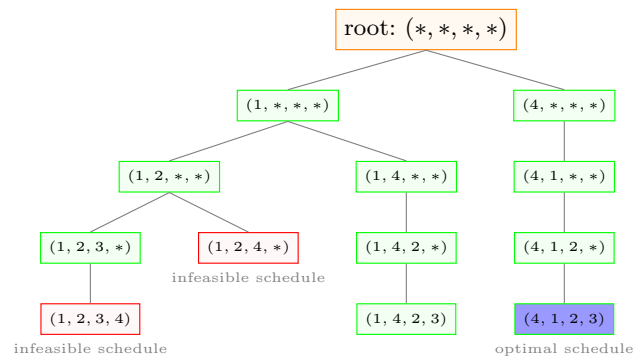 root: (∗, ∗, ∗, ∗)
(1, ∗, ∗, ∗)
(4, ∗, ∗, ∗)
(1, 2, ∗, ∗)
(1, 4, ∗, ∗)
(4, 1, ∗, ∗)
(1, 2, 3, ∗)
(1, 2, 4, ∗)
(1, 4, 2, ∗)
(4, 1, 2, ∗)
infeasible schedule
(1, 2, 3, 4)
(1, 4, 2, 3)
(4, 1, 2, 3)
infeasible schedule
optimal schedule